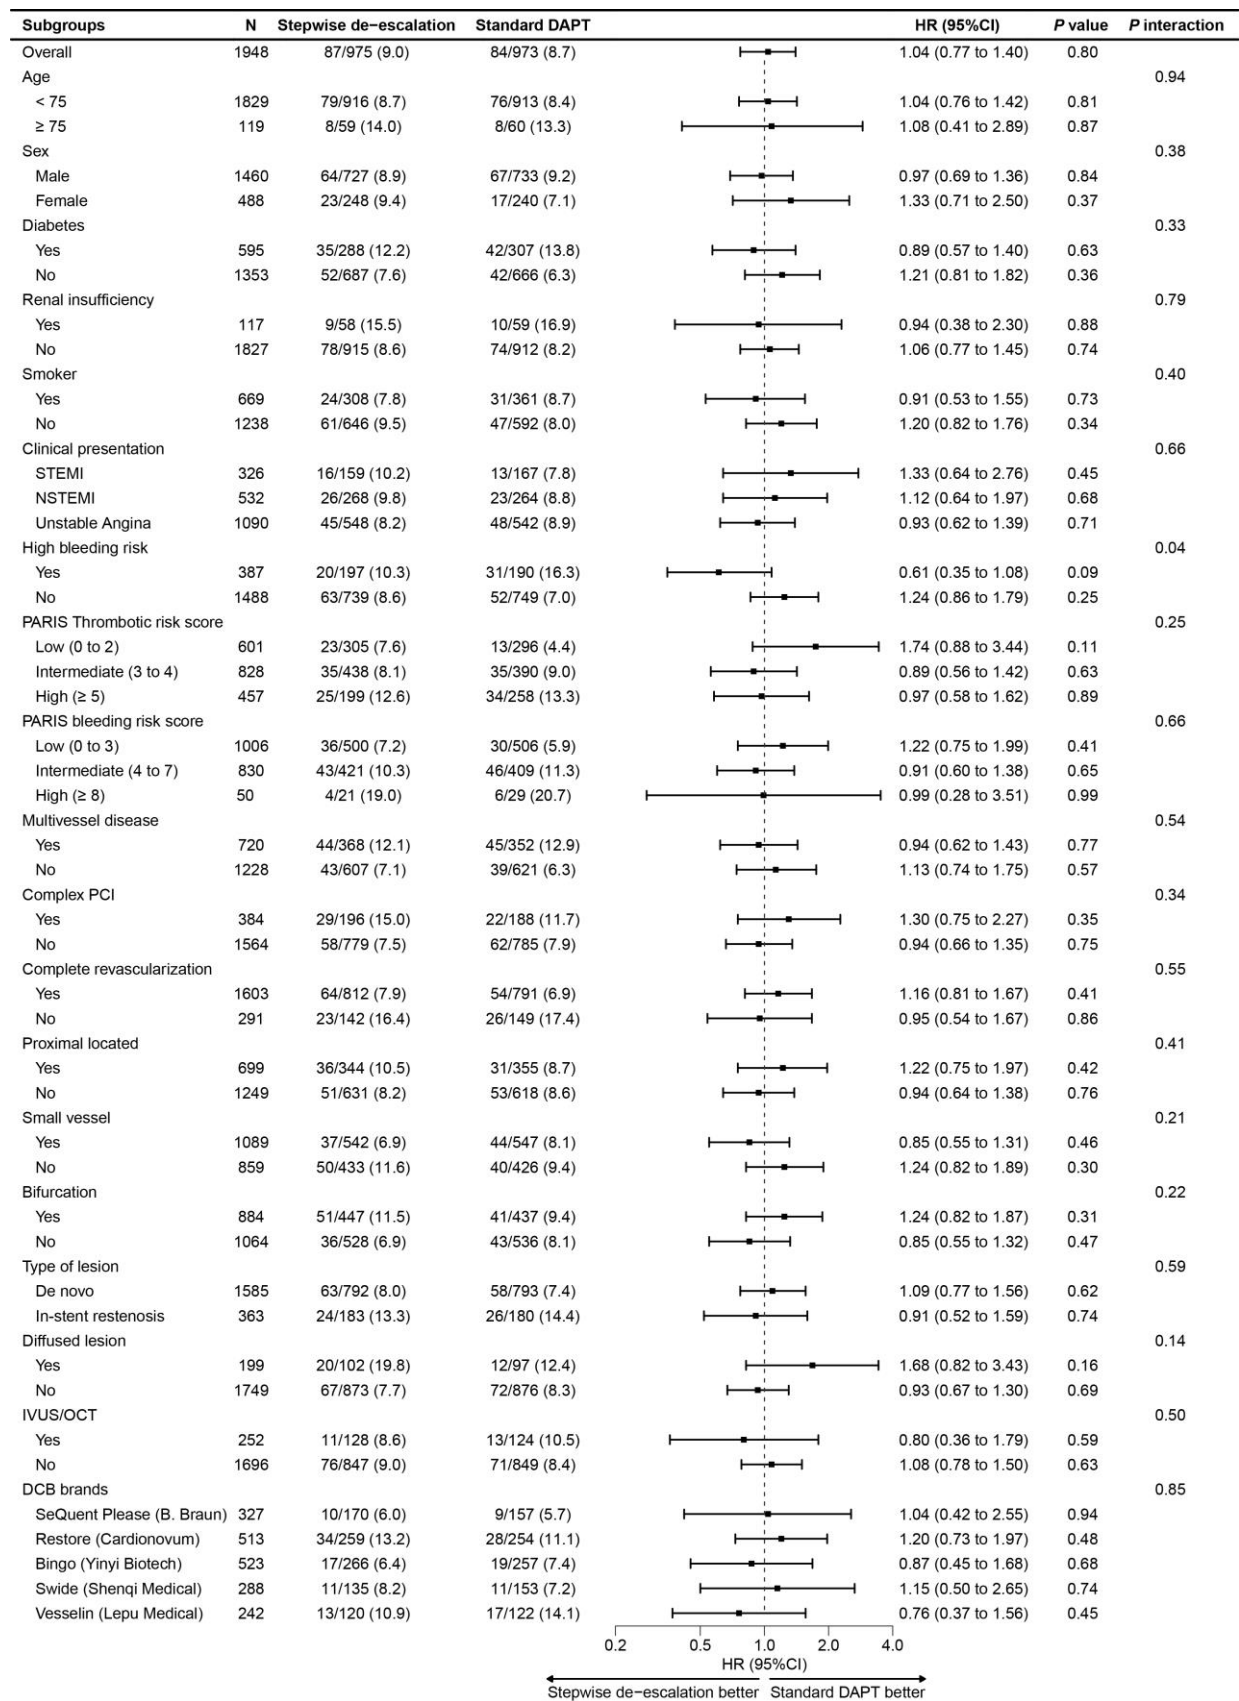 Subgroups N Stepwise de−escalation Standard DAPT HR (95%CI) P value P interaction
Overall 1948 87/975 (9.0) 84/973 (8.7) 1.04 (0.77 to 1.40) 0.80
Age 0.94
< 75 1829 79/916 (8.7) 76/913 (8.4) 1.04 (0.76 to 1.42) 0.81
≥ 75 119 8/59 (14.0) 8/60 (13.3) 1.08 (0.41 to 2.89) 0.87
Sex 0.38
Male 1460 64/727 (8.9) 67/733 (9.2) 0.97 (0.69 to 1.36) 0.84
Female 488 23/248 (9.4) 17/240 (7.1) 1.33 (0.71 to 2.50) 0.37
Diabetes 0.33
Yes 595 35/288 (12.2) 42/307 (13.8) 0.89 (0.57 to 1.40) 0.63
No 1353 52/687 (7.6) 42/666 (6.3) 1.21 (0.81 to 1.82) 0.36
Renal insufficiency 0.79
Yes 117 9/58 (15.5) 10/59 (16.9) 0.94 (0.38 to 2.30) 0.88
No 1827 78/915 (8.6) 74/912 (8.2) 1.06 (0.77 to 1.45) 0.74
Smoker 0.40
Yes 669 24/308 (7.8) 31/361 (8.7) 0.91 (0.53 to 1.55) 0.73
No 1238 61/646 (9.5) 47/592 (8.0) 1.20 (0.82 to 1.76) 0.34
Clinical presentation 0.66
STEMI 326 16/159 (10.2) 13/167 (7.8) 1.33 (0.64 to 2.76) 0.45
NSTEMI 532 26/268 (9.8) 23/264 (8.8) 1.12 (0.64 to 1.97) 0.68
Unstable Angina 1090 45/548 (8.2) 48/542 (8.9) 0.93 (0.62 to 1.39) 0.71
High bleeding risk 0.04
Yes 387 20/197 (10.3) 31/190 (16.3) 0.61 (0.35 to 1.08) 0.09
No 1488 63/739 (8.6) 52/749 (7.0) 1.24 (0.86 to 1.79) 0.25
PARIS Thrombotic risk score 0.25
Low (0 to 2) 601 23/305 (7.6) 13/296 (4.4) 1.74 (0.88 to 3.44) 0.11
Intermediate (3 to 4) 828 35/438 (8.1) 35/390 (9.0) 0.89 (0.56 to 1.42) 0.63
High (≥ 5) 457 25/199 (12.6) 34/258 (13.3) 0.97 (0.58 to 1.62) 0.89
PARIS bleeding risk score 0.66
Low (0 to 3) 1006 36/500 (7.2) 30/506 (5.9) 1.22 (0.75 to 1.99) 0.41
Intermediate (4 to 7) 830 43/421 (10.3) 46/409 (11.3) 0.91 (0.60 to 1.38) 0.65
High (≥ 8) 50 4/21 (19.0) 6/29 (20.7) 0.99 (0.28 to 3.51) 0.99
Multivessel disease 0.54
Yes 720 44/368 (12.1) 45/352 (12.9) 0.94 (0.62 to 1.43) 0.77
No 1228 43/607 (7.1) 39/621 (6.3) 1.13 (0.74 to 1.75) 0.57
Complex PCI 0.34
Yes 384 29/196 (15.0) 22/188 (11.7) 1.30 (0.75 to 2.27) 0.35
No 1564 58/779 (7.5) 62/785 (7.9) 0.94 (0.66 to 1.35) 0.75
Complete revascularization 0.55
Yes 1603 64/812 (7.9) 54/791 (6.9) 1.16 (0.81 to 1.67) 0.41
No 291 23/142 (16.4) 26/149 (17.4) 0.95 (0.54 to 1.67) 0.86
Proximal located 0.41
Yes 699 36/344 (10.5) 31/355 (8.7) 1.22 (0.75 to 1.97) 0.42
No 1249 51/631 (8.2) 53/618 (8.6) 0.94 (0.64 to 1.38) 0.76
Small vessel 0.21
Yes 1089 37/542 (6.9) 44/547 (8.1) 0.85 (0.55 to 1.31) 0.46
No 859 50/433 (11.6) 40/426 (9.4) 1.24 (0.82 to 1.89) 0.30
Bifurcation 0.22
Yes 884 51/447 (11.5) 41/437 (9.4) 1.24 (0.82 to 1.87) 0.31
No 1064 36/528 (6.9) 43/536 (8.1) 0.85 (0.55 to 1.32) 0.47
Type of lesion 0.59
De novo 1585 63/792 (8.0) 58/793 (7.4) 1.09 (0.77 to 1.56) 0.62
In-stent restenosis 363 24/183 (13.3) 26/180 (14.4) 0.91 (0.52 to 1.59) 0.74
Diffused lesion 0.14
Yes 199 20/102 (19.8) 12/97 (12.4) 1.68 (0.82 to 3.43) 0.16
No 1749 67/873 (7.7) 72/876 (8.3) 0.93 (0.67 to 1.30) 0.69
IVUS/OCT 0.50
Yes 252 11/128 (8.6) 13/124 (10.5) 0.80 (0.36 to 1.79) 0.59
No 1696 76/847 (9.0) 71/849 (8.4) 1.08 (0.78 to 1.50) 0.63
DCB brands 0.85
SeQuent Please (B. Braun) 327 10/170 (6.0) 9/157 (5.7) 1.04 (0.42 to 2.55) 0.94
Restore (Cardionovum) 513 34/259 (13.2) 28/254 (11.1) 1.20 (0.73 to 1.97) 0.48
Bingo (Yinyi Biotech) 523 17/266 (6.4) 19/257 (7.4) 0.87 (0.45 to 1.68) 0.68
Swide (Shenqi Medical) 288 11/135 (8.2) 11/153 (7.2) 1.15 (0.50 to 2.65) 0.74
Vesselin (Lepu Medical) 242 13/120 (10.9) 17/122 (14.1) 0.76 (0.37 to 1.56) 0.45
0.2 0.5 1.0 2.0 4.0
HR (95%CI)
Stepwise de−escalation better Standard DAPT better